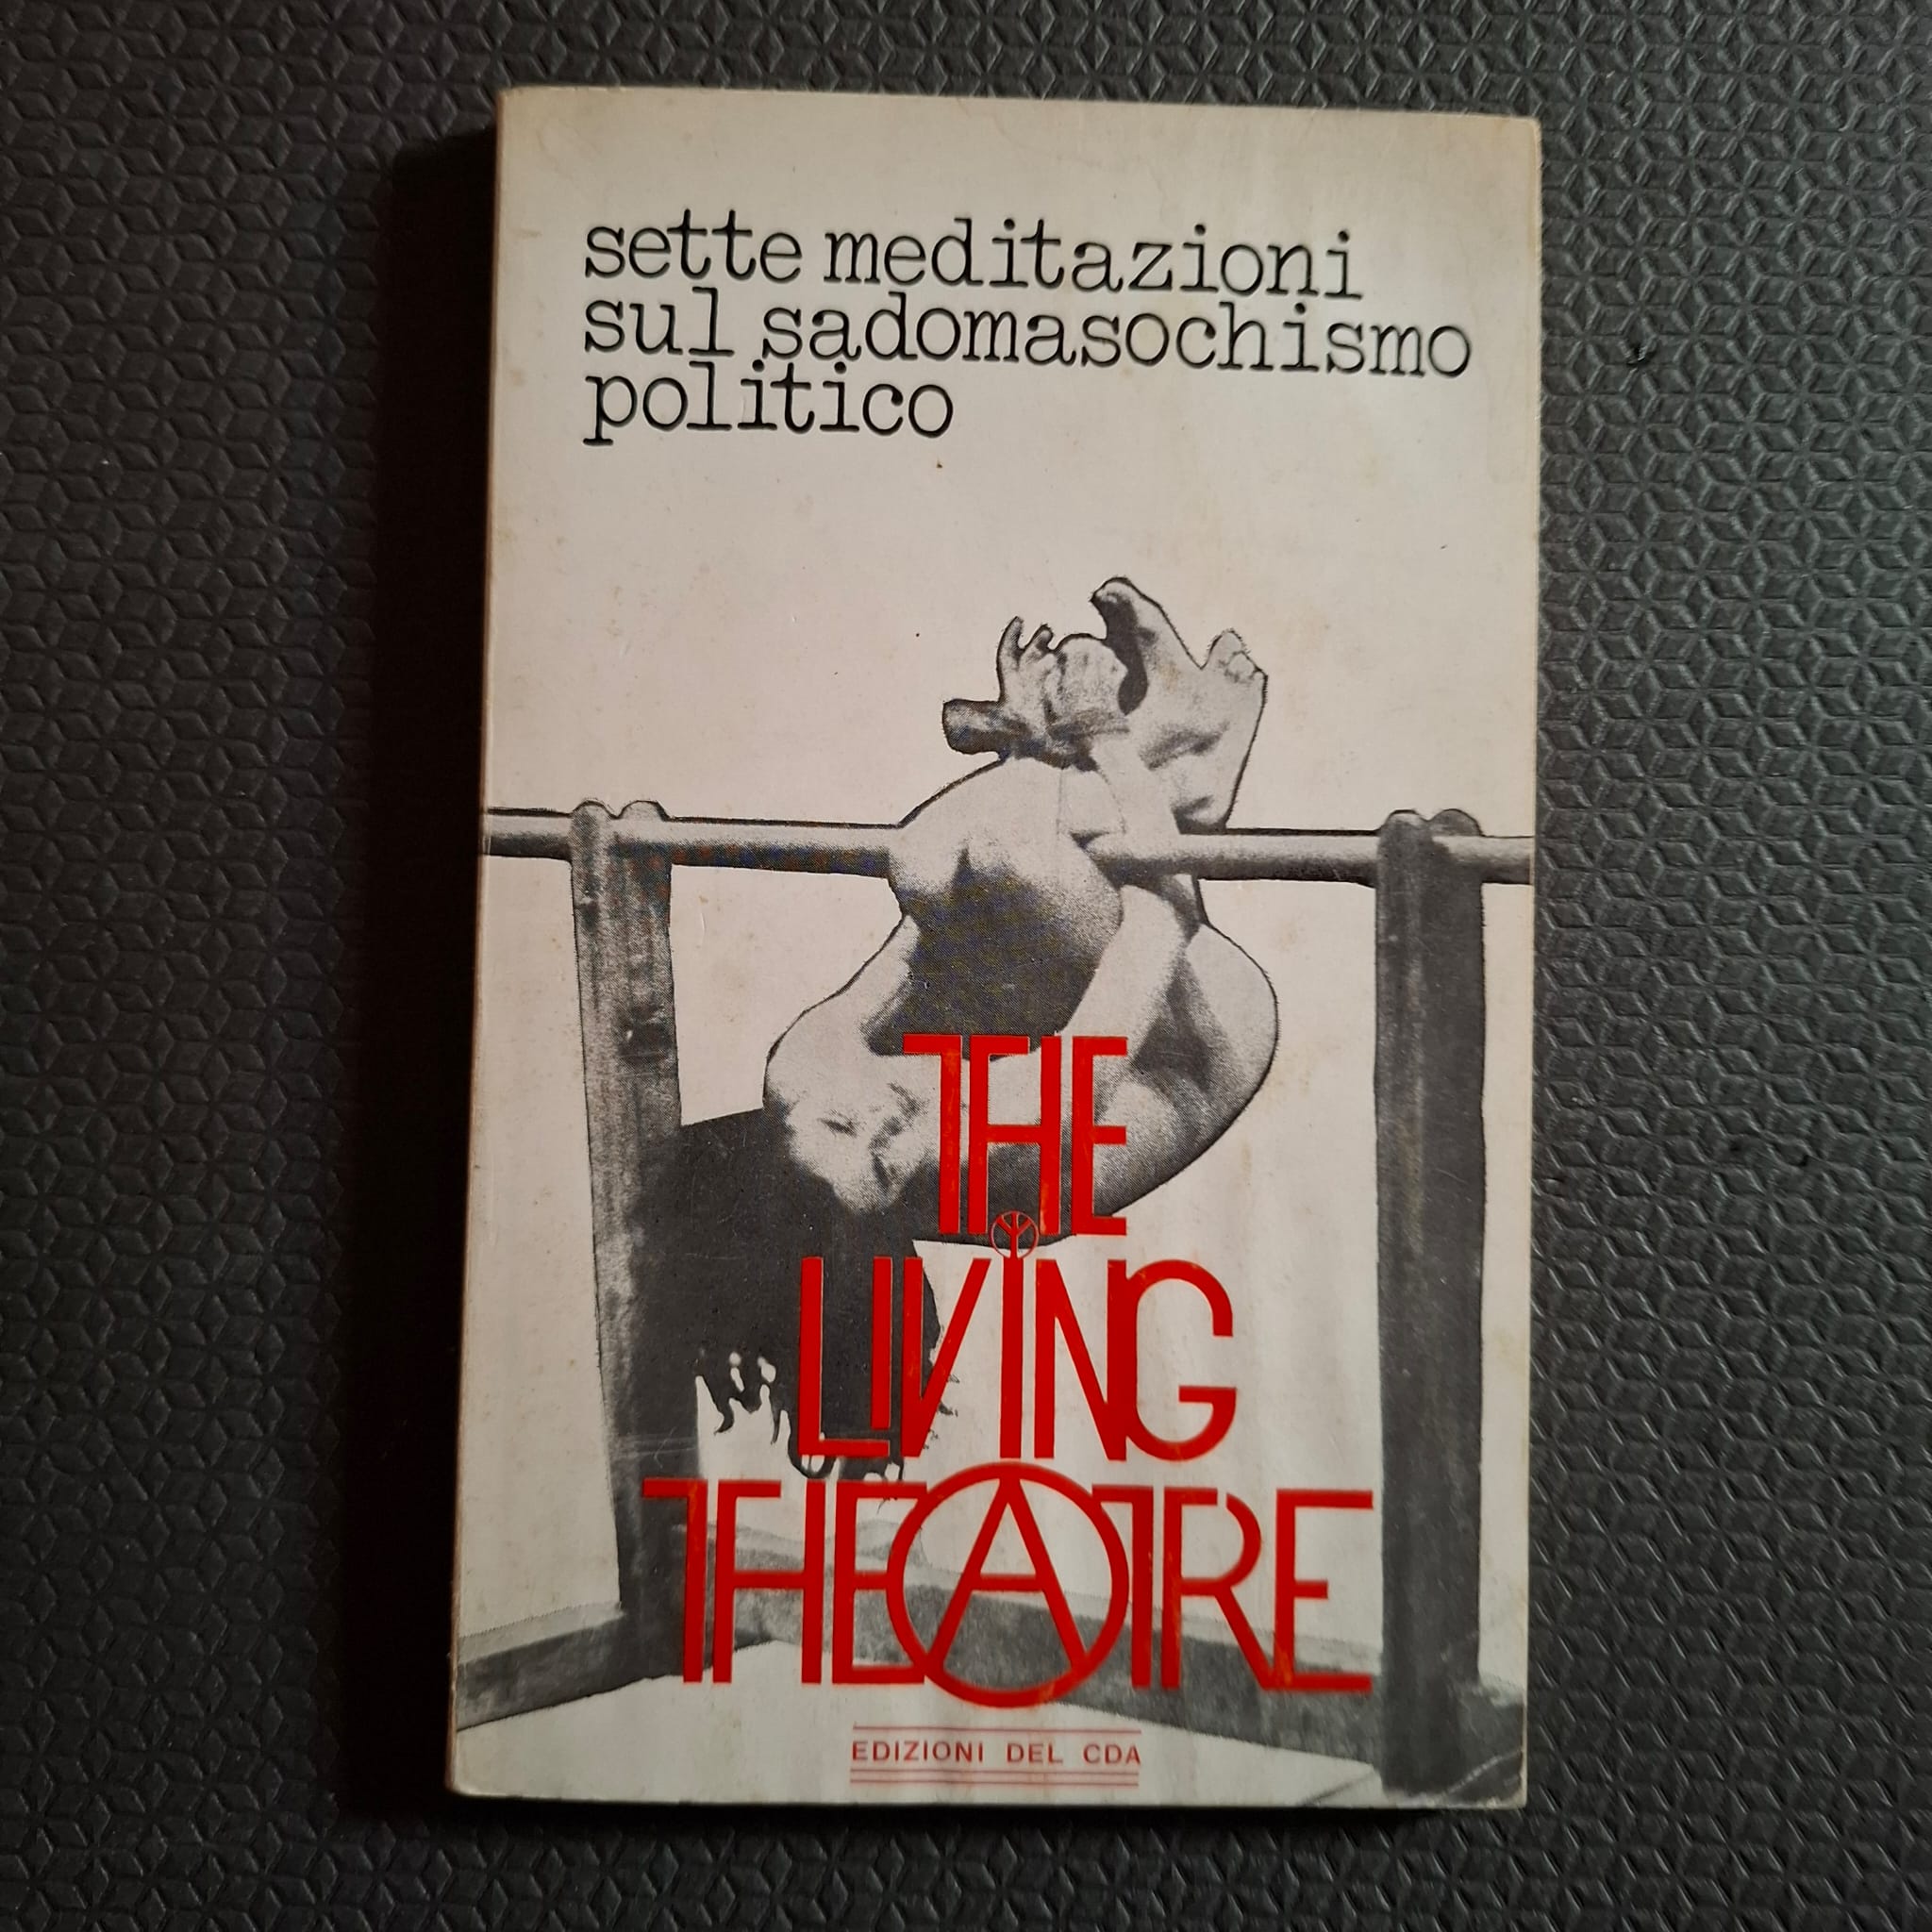 sette meditazioni
sul sadomasochismo
politico
THE
LIVING
THEATRE
EDIZIONI DEL CDA